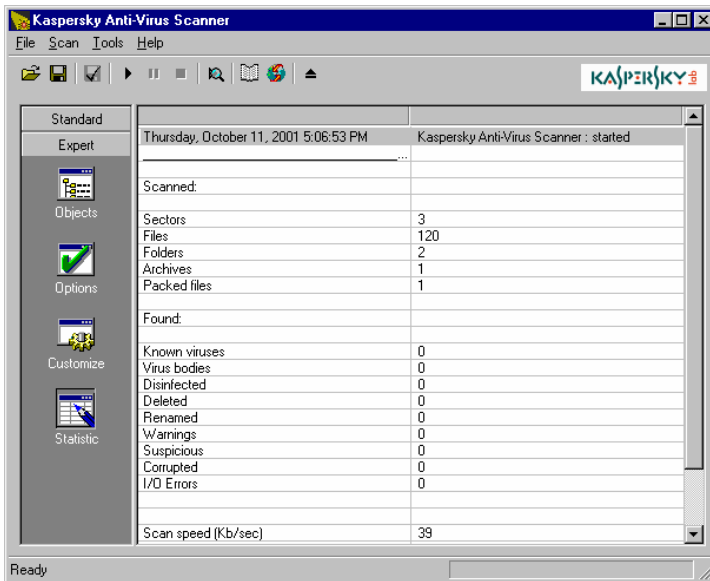 Kaspersky Anti-Virus Scanner
File Scan Tools Help
KASPERSKY lab
Standard
Expert
Objects
Options
Customize
Statistic
Thursday, October 11, 2001 5:06:53 PM Kaspersky Anti-Virus Scanner : started
...
Scanned:
Sectors 3
Files 120
Folders 2
Archives 1
Packed files 1
Found:
Known viruses 0
Virus bodies 0
Disinfected 0
Deleted 0
Renamed 0
Warnings 0
Suspicious 0
Corrupted 0
I/O Errors 0
Scan speed (Kb/sec) 39
Ready